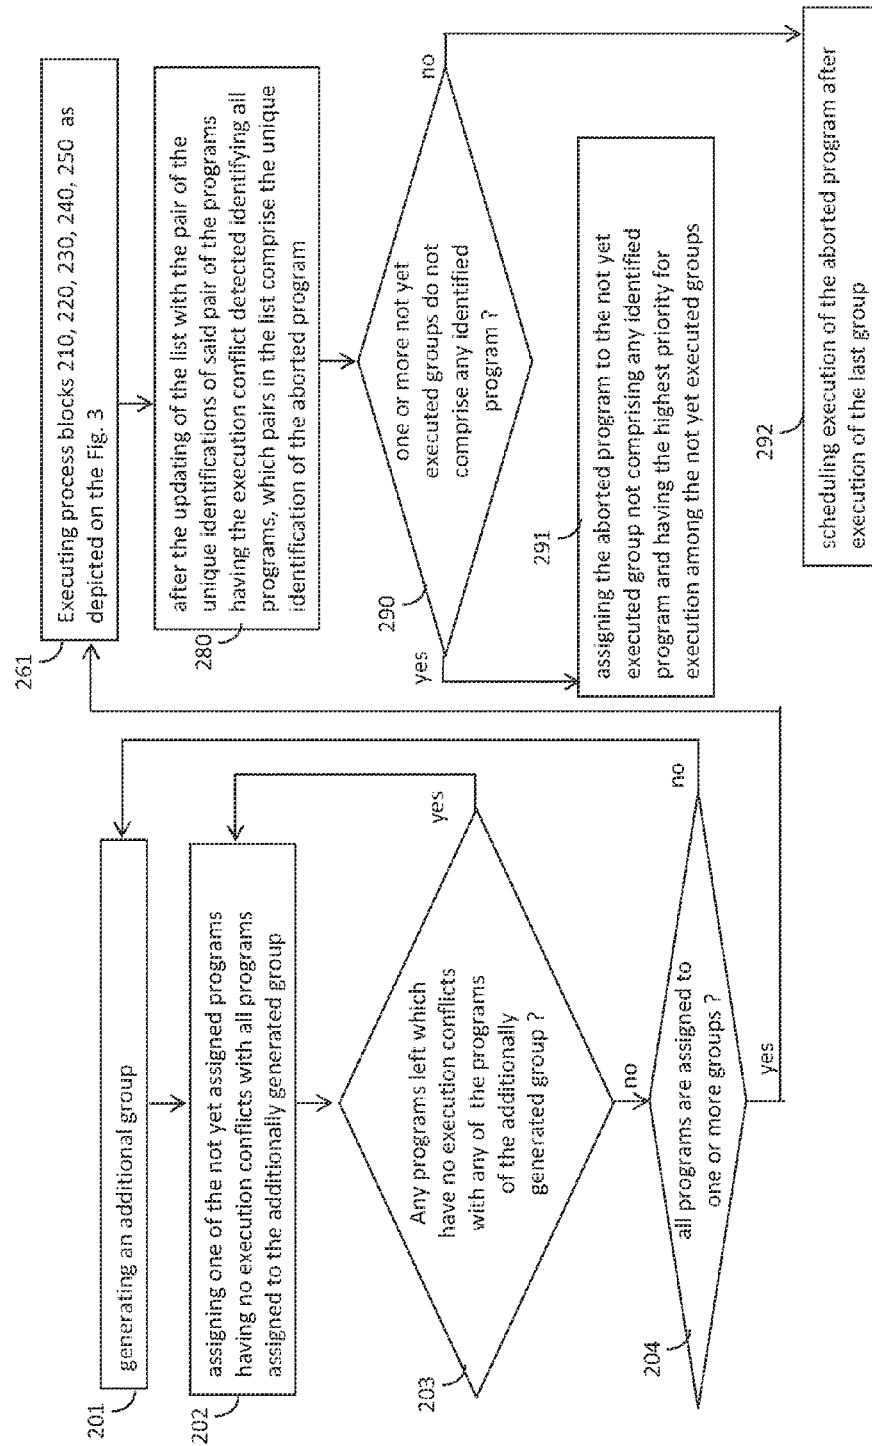 201
generating an additional group
202
assigning one of the not yet assigned programs
having no execution conflicts with all programs
assigned to the additionally generated group
203
Any programs left which
have no execution conflicts
with any of the programs
of the additionally
generated group ?
yes
no
204
all programs are assigned to
one or more groups ?
no
yes
261
Executing process blocks 210, 220, 230, 240, 250 as
depicted on the Fig. 3
280
after the updating of the list with the pair of the
unique identifications of said pair of the programs
having the execution conflict detected identifying all
programs, which pairs in the list comprise the unique
identification of the aborted program
290
one or more not yet
executed groups do not
comprise any identified
program ?
yes
no
291
assigning the aborted program to the not yet
executed group not comprising any identified
program and having the highest priority for
execution among the not yet executed groups
292
scheduling execution of the aborted program after
execution of the last group